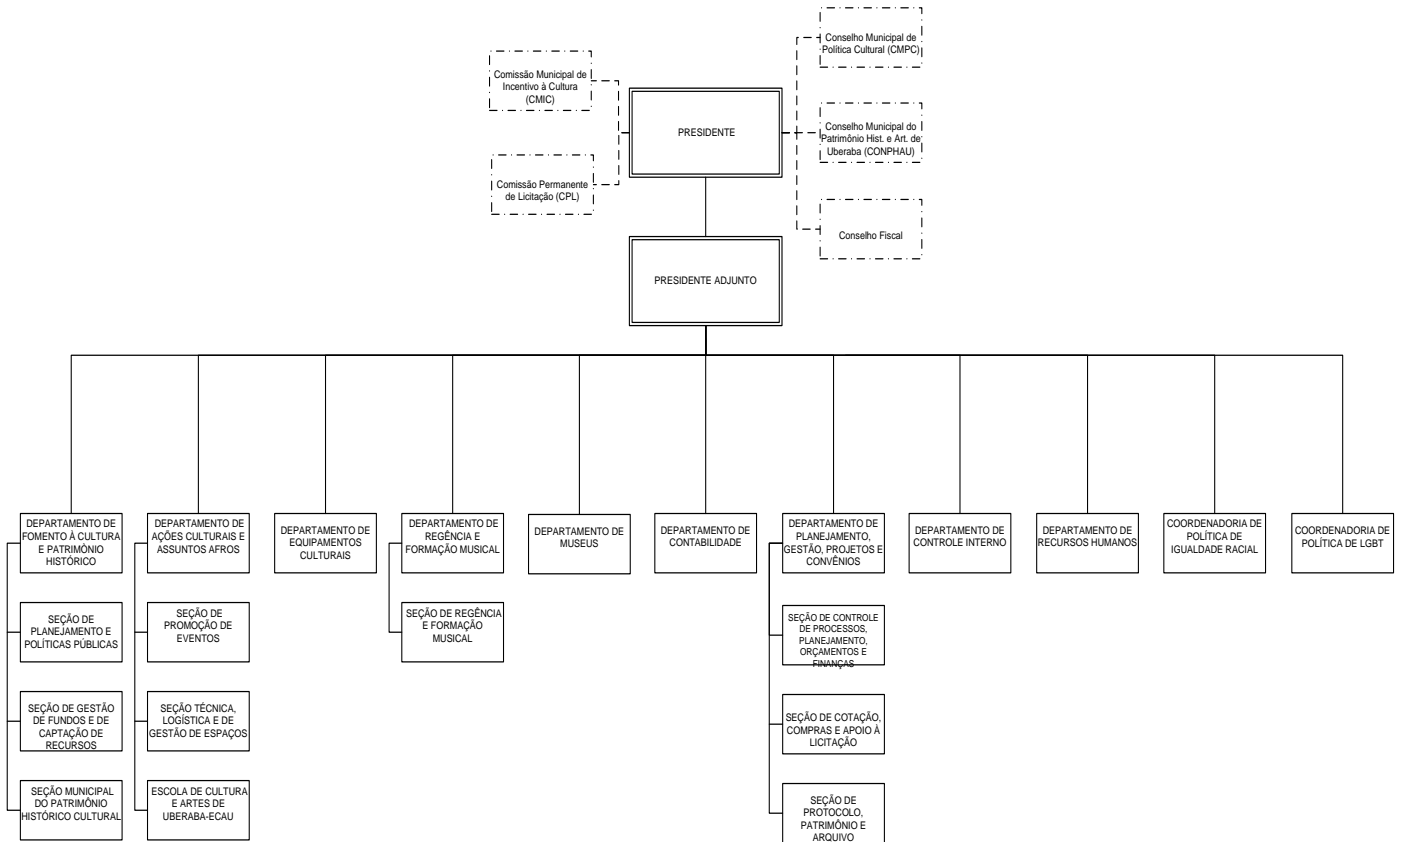 Conselho Municipal de
Política Cultural (CMPC)
Comissão Municipal de
Incentivo à Cultura
(CMIC)
PRESIDENTE
Conselho Municipal do
Patrimônio Hist. e Art. de
Uberaba (CONPHAU)
Comissão Permanente
de Licitação (CPL)
Conselho Fiscal
PRESIDENTE ADJUNTO
DEPARTAMENTO DE
FOMENTO À CULTURA
E PATRIMÔNIO
HISTÓRICO
DEPARTAMENTO DE
AÇÕES CULTURAIS E
ASSUNTOS AFROS
DEPARTAMENTO DE
EQUIPAMENTOS
CULTURAIS
DEPARTAMENTO DE
REGÊNCIA E
FORMAÇÃO MUSICAL
DEPARTAMENTO DE
MUSEUS
DEPARTAMENTO DE
CONTABILIDADE
DEPARTAMENTO DE
PLANEJAMENTO,
GESTÃO, PROJETOS E
CONVÊNIOS
DEPARTAMENTO DE
CONTROLE INTERNO
DEPARTAMENTO DE
RECURSOS HUMANOS
COORDENADORIA DE
POLÍTICA DE
IGUALDADE RACIAL
COORDENADORIA DE
POLÍTICA DE LGBT
SEÇÃO DE
PLANEJAMENTO E
POLÍTICAS PÚBLICAS
SEÇÃO DE
PROMOÇÃO DE
EVENTOS
SEÇÃO DE REGÊNCIA
E FORMAÇÃO
MUSICAL
SEÇÃO DE CONTROLE
DE PROCESSOS,
PLANEJAMENTO,
ORÇAMENTOS E
FINANÇAS
SEÇÃO DE GESTÃO
DE FUNDOS E DE
CAPTAÇÃO DE
RECURSOS
SEÇÃO TÉCNICA,
LOGÍSTICA E DE
GESTÃO DE ESPAÇOS
SEÇÃO DE COTAÇÃO,
COMPRAS E APOIO À
LICITAÇÃO
SEÇÃO MUNICIPAL
DO PATRIMÔNIO
HISTÓRICO CULTURAL
ESCOLA DE CULTURA
E ARTES DE
UBERABA-ECAU
SEÇÃO DE
PROTOCOLO,
PATRIMÔNIO E
ARQUIVO